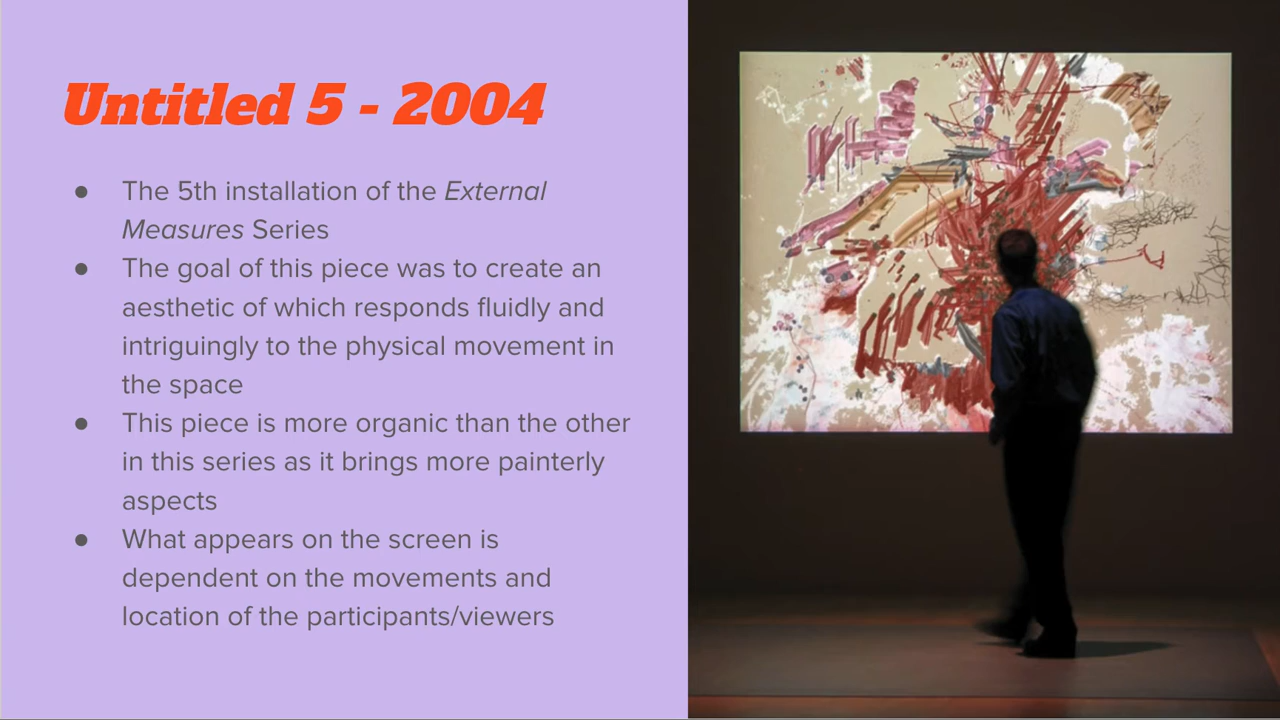 Untitled 5 - 2004
● The 5th installation of the External
Measures Series
● The goal of this piece was to create an
aesthetic of which responds fluidly and
intriguingly to the physical movement in
the space
● This piece is more organic than the other
in this series as it brings more painterly
aspects
● What appears on the screen is
dependent on the movements and
location of the participants/viewers